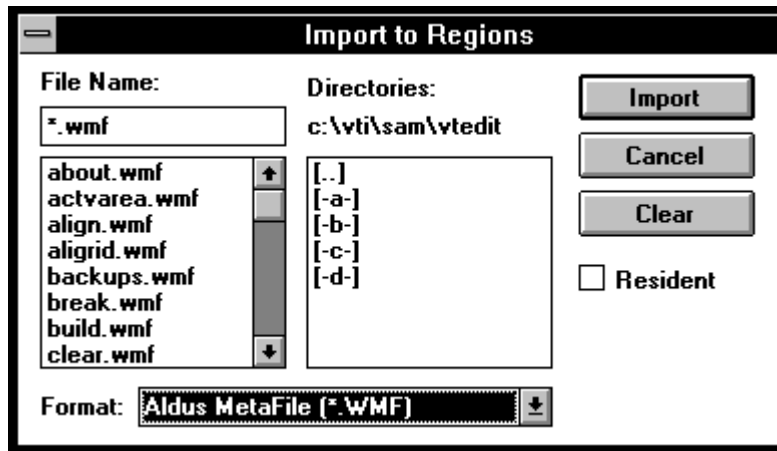 Import to Regions
File Name:
*.wmf
about.wmf
actvarea.wmf
align.wmf
aligrid.wmf
backups.wmf
break.wmf
build.wmf
clear.wmf
Directories:
c:\vti\sam\vtedit
[..]
[-a-]
[-b-]
[-c-]
[-d-]
Import
Cancel
Clear
Resident
Format: Aldus MetaFile (*.WMF)